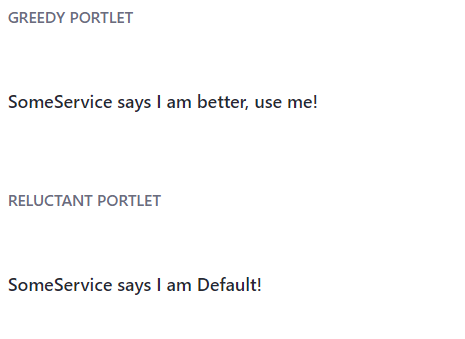 GREEDY PORTLET
SomeService says I am better, use me!
RELUCTANT PORTLET
SomeService says I am Default!